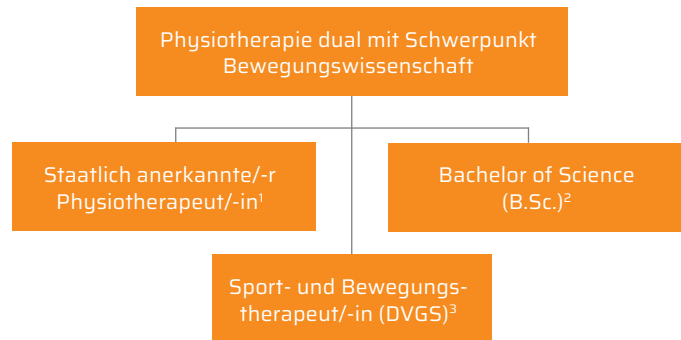 Physiotherapie dual mit Schwerpunkt
Bewegungswissenschaft
Staatlich anerkannte/-r
Physiotherapeut/-in¹
Bachelor of Science
(B.Sc.)²
Sport- und Bewegungs-
therapeut/-in (DVGS)³